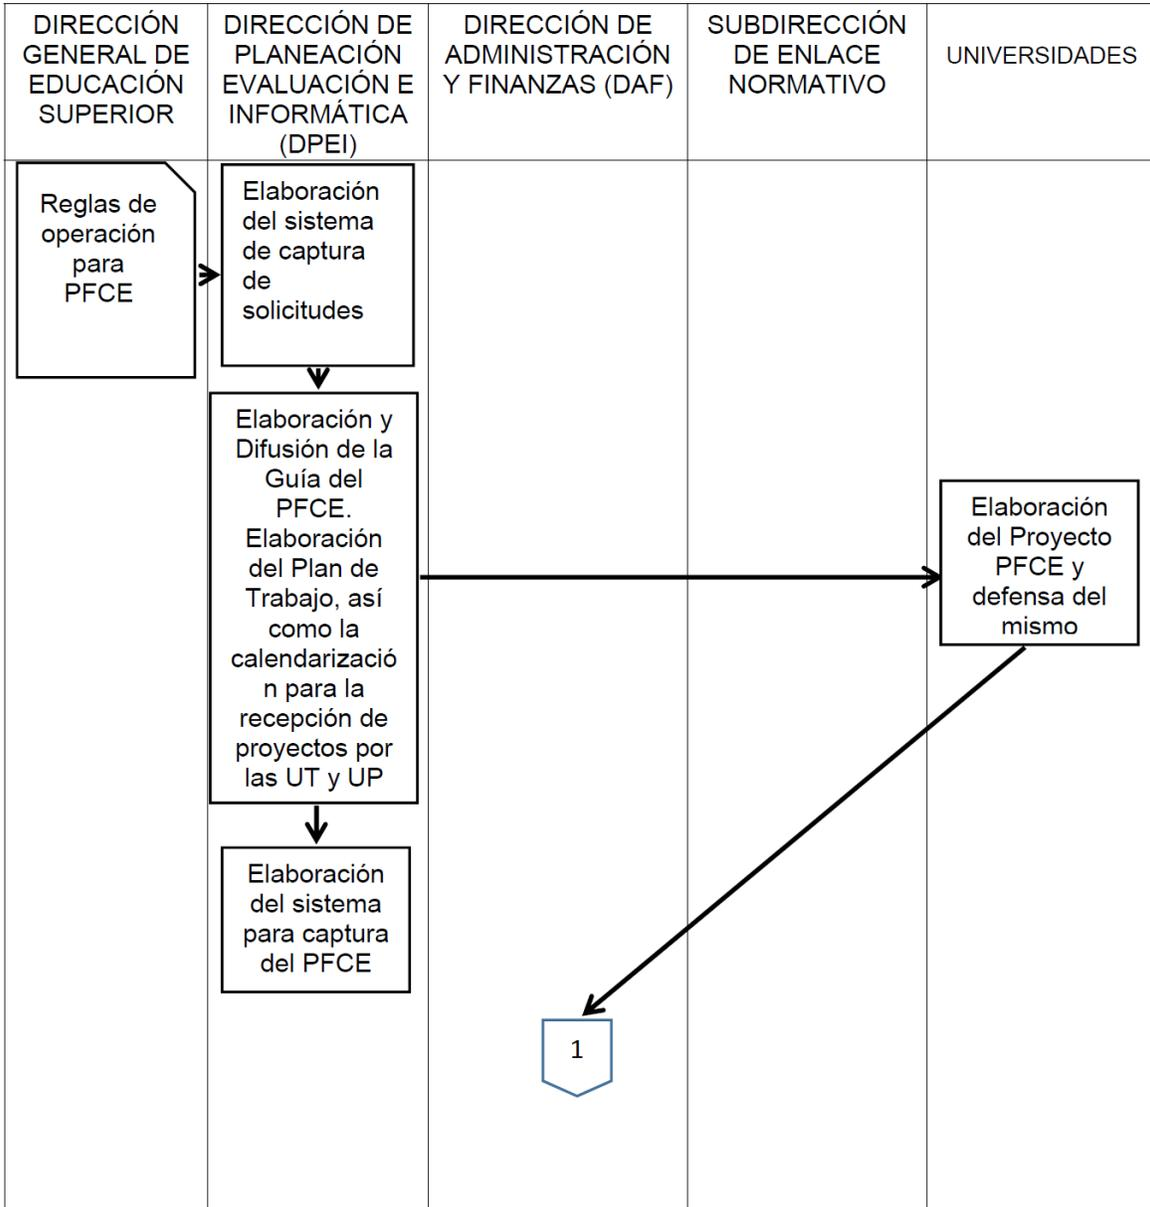 DIRECCIÓN
GENERAL DE
EDUCACIÓN
SUPERIOR
DIRECCIÓN DE
PLANEACIÓN
EVALUACIÓN E
INFORMÁTICA
(DPEI)
DIRECCIÓN DE
ADMINISTRACIÓN
Y FINANZAS (DAF)
SUBDIRECCIÓN
DE ENLACE
NORMATIVO
UNIVERSIDADES
Reglas de
operación
para
PFCE
Elaboración
del sistema
de captura
de
solicitudes
Elaboración y
Difusión de la
Guía del
PFCE.
Elaboración
del Plan de
Trabajo, así
como la
calendarizació
n para la
recepción de
proyectos por
las UT y UP
Elaboración
del Proyecto
PFCE y
defensa del
mismo
Elaboración
del sistema
para captura
del PFCE
1